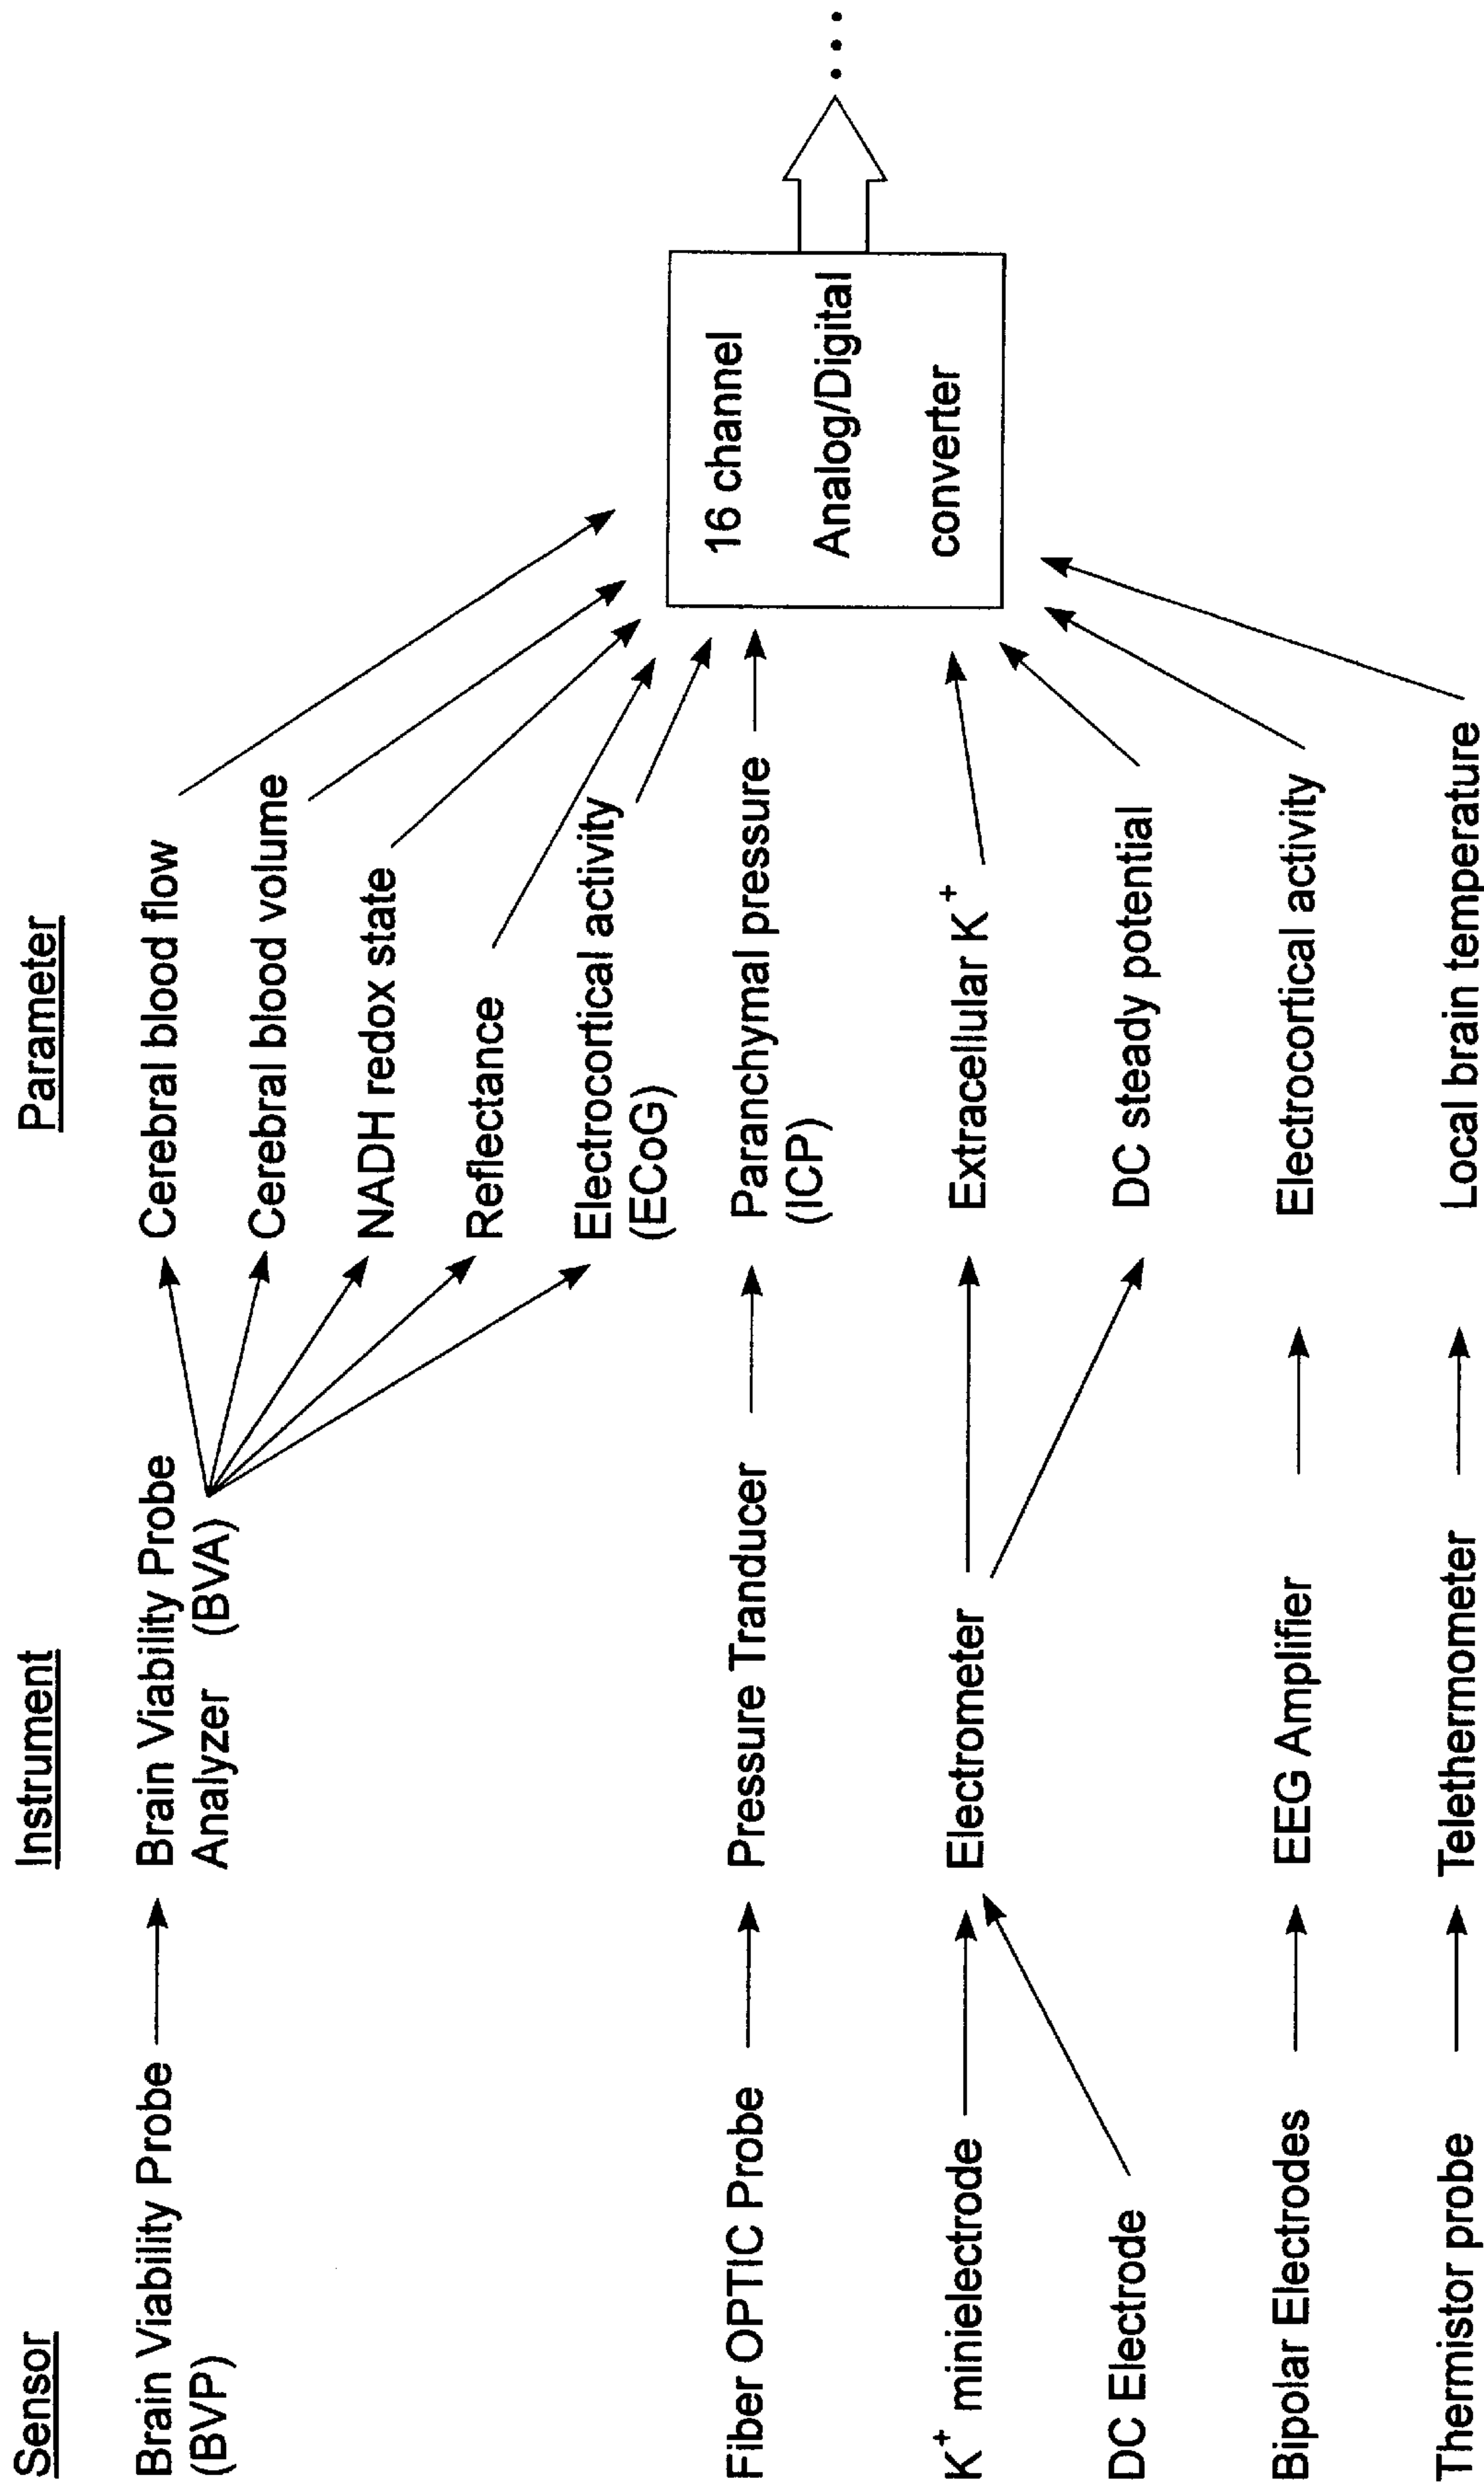 Sensor
Instrument
Parameter
Brain Viability Probe
(BVP)
Brain Viability Probe
Analyzer (BVA)
Cerebral blood flow
Cerebral blood volume
NADH redox state
Reflectance
Electrocortical activity
(ECoG)
Fiber OPTIC Probe
Pressure Tranducer
Paranchymal pressure
(ICP)
K⁺ minielectrode
Electrometer
Extracellular K⁺
DC Electrode
DC steady potential
Bipolar Electrodes
EEG Amplifier
Electrocortical activity
Thermistor probe
Telethermometer
Local brain temperature
16 channel
Analog/Digital
converter